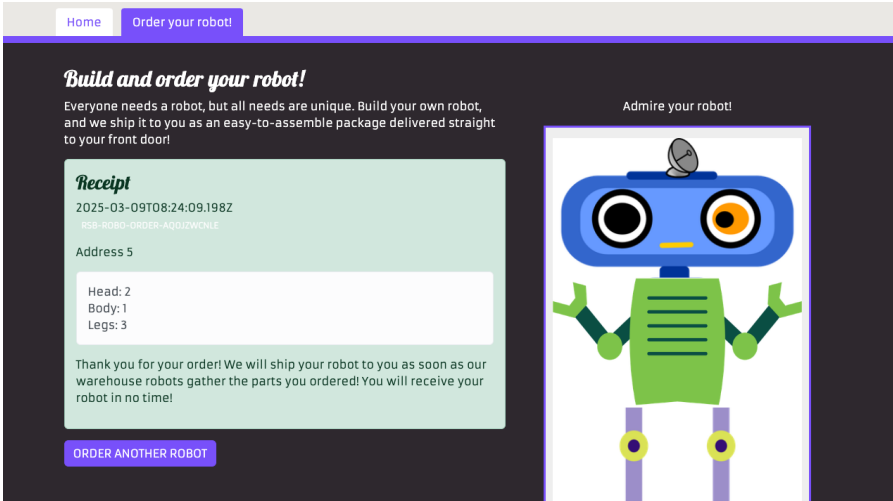 Home
Order your robot!
Build and order your robot!
Everyone needs a robot, but all needs are unique. Build your own robot,
and we ship it to you as an easy-to-assemble package delivered straight
to your front door!
Admire your robot!
Receipt
2025-03-09T08:24:09.198Z
Address 5
Head: 2
Body: 1
Legs: 3
Thank you for your order! We will ship your robot to you as soon as our
warehouse robots gather the parts you ordered! You will receive your
robot in no time!
ORDER ANOTHER ROBOT